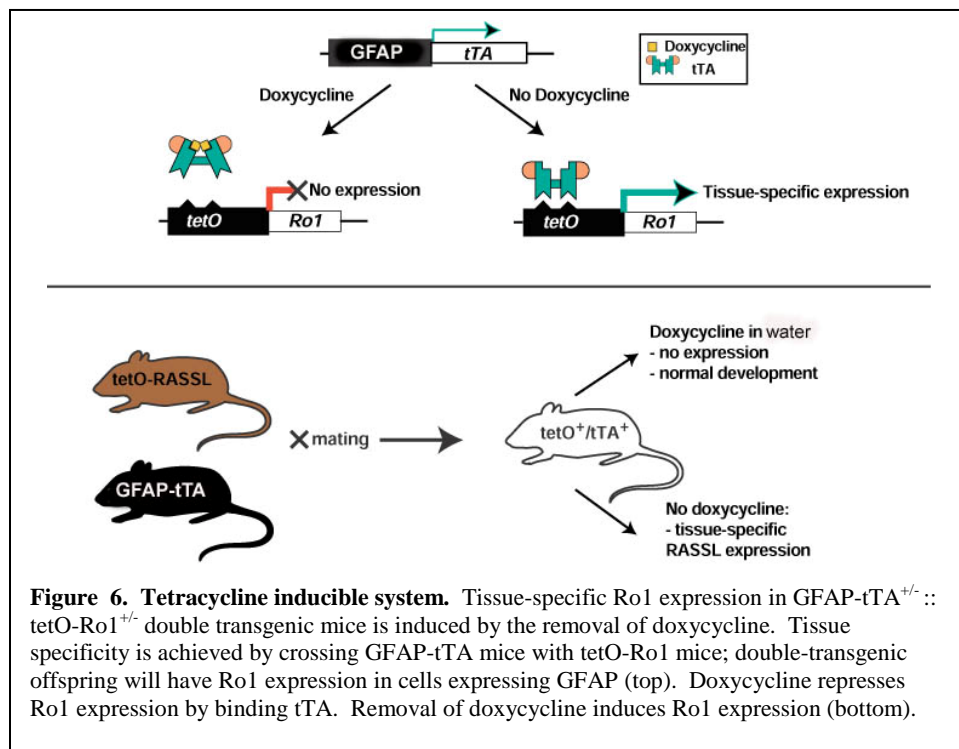 GFAP
tTA
Doxycycline
tTA
Doxycycline
No Doxycycline
No expression
tetO
Ro1
Tissue-specific expression
tetO
Ro1
tetO-RASSL
mating
GFAP-tTA
tetO⁺/tTA⁺
Doxycycline in water
- no expression
- normal development
No doxycycline:
- tissue-specific
RASSL expression
Figure 6. Tetracycline inducible system. Tissue-specific Ro1 expression in GFAP-tTA⁺/⁻ ::
tetO-Ro1⁺/⁻ double transgenic mice is induced by the removal of doxycycline. Tissue
specificity is achieved by crossing GFAP-tTA mice with tetO-Ro1 mice; double-transgenic
offspring will have Ro1 expression in cells expressing GFAP (top). Doxycycline represses
Ro1 expression by binding tTA. Removal of doxycycline induces Ro1 expression (bottom).